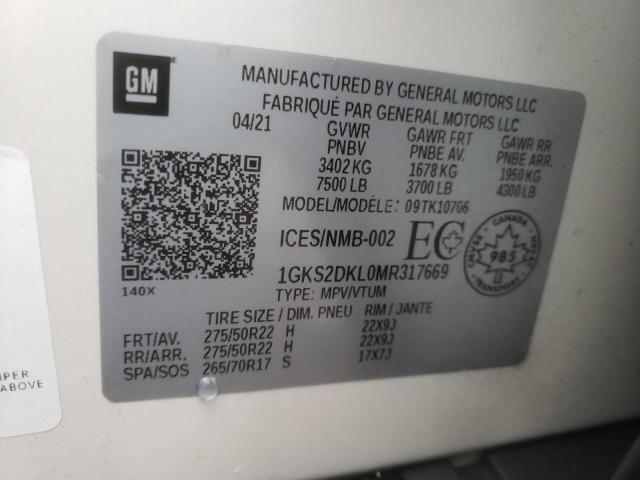 GM
MANUFACTURED BY GENERAL MOTORS LLC
FABRIQUÉ PAR GENERAL MOTORS LLC
04/21 GVWR GAWR FRT GAWR RR
PNBV PNBE AV. PNBE ARR.
3402 KG 1678 KG 1950 KG
7500 LB 3700 LB 4300 LB
MODEL/MODÈLE: 09TK10706
ICES/NMB-002 EC
CANADA
985
TRANSPORT
1GKS2DKL0MR317669
140X
TYPE: MPV/VTUM
TIRE SIZE / DIM. PNEU RIM / JANTE
FRT/AV. 275/50R22 H 22X9J
RR/ARR. 275/50R22 H 22X9J
SPA/SOS 265/70R17 S 17X7J
ABOVE